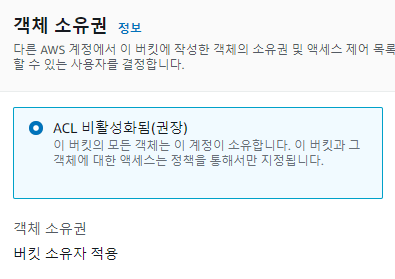 객체 소유권 정보
다른 AWS 계정에서 이 버킷에 작성한 객체의 소유권 및 액세스 제어 목록
할 수 있는 사용자를 결정합니다.
ACL 비활성화됨(권장)
이 버킷의 모든 객체는 이 계정이 소유합니다. 이 버킷과 그
객체에 대한 액세스는 정책을 통해서만 지정됩니다.
객체 소유권
버킷 소유자 적용